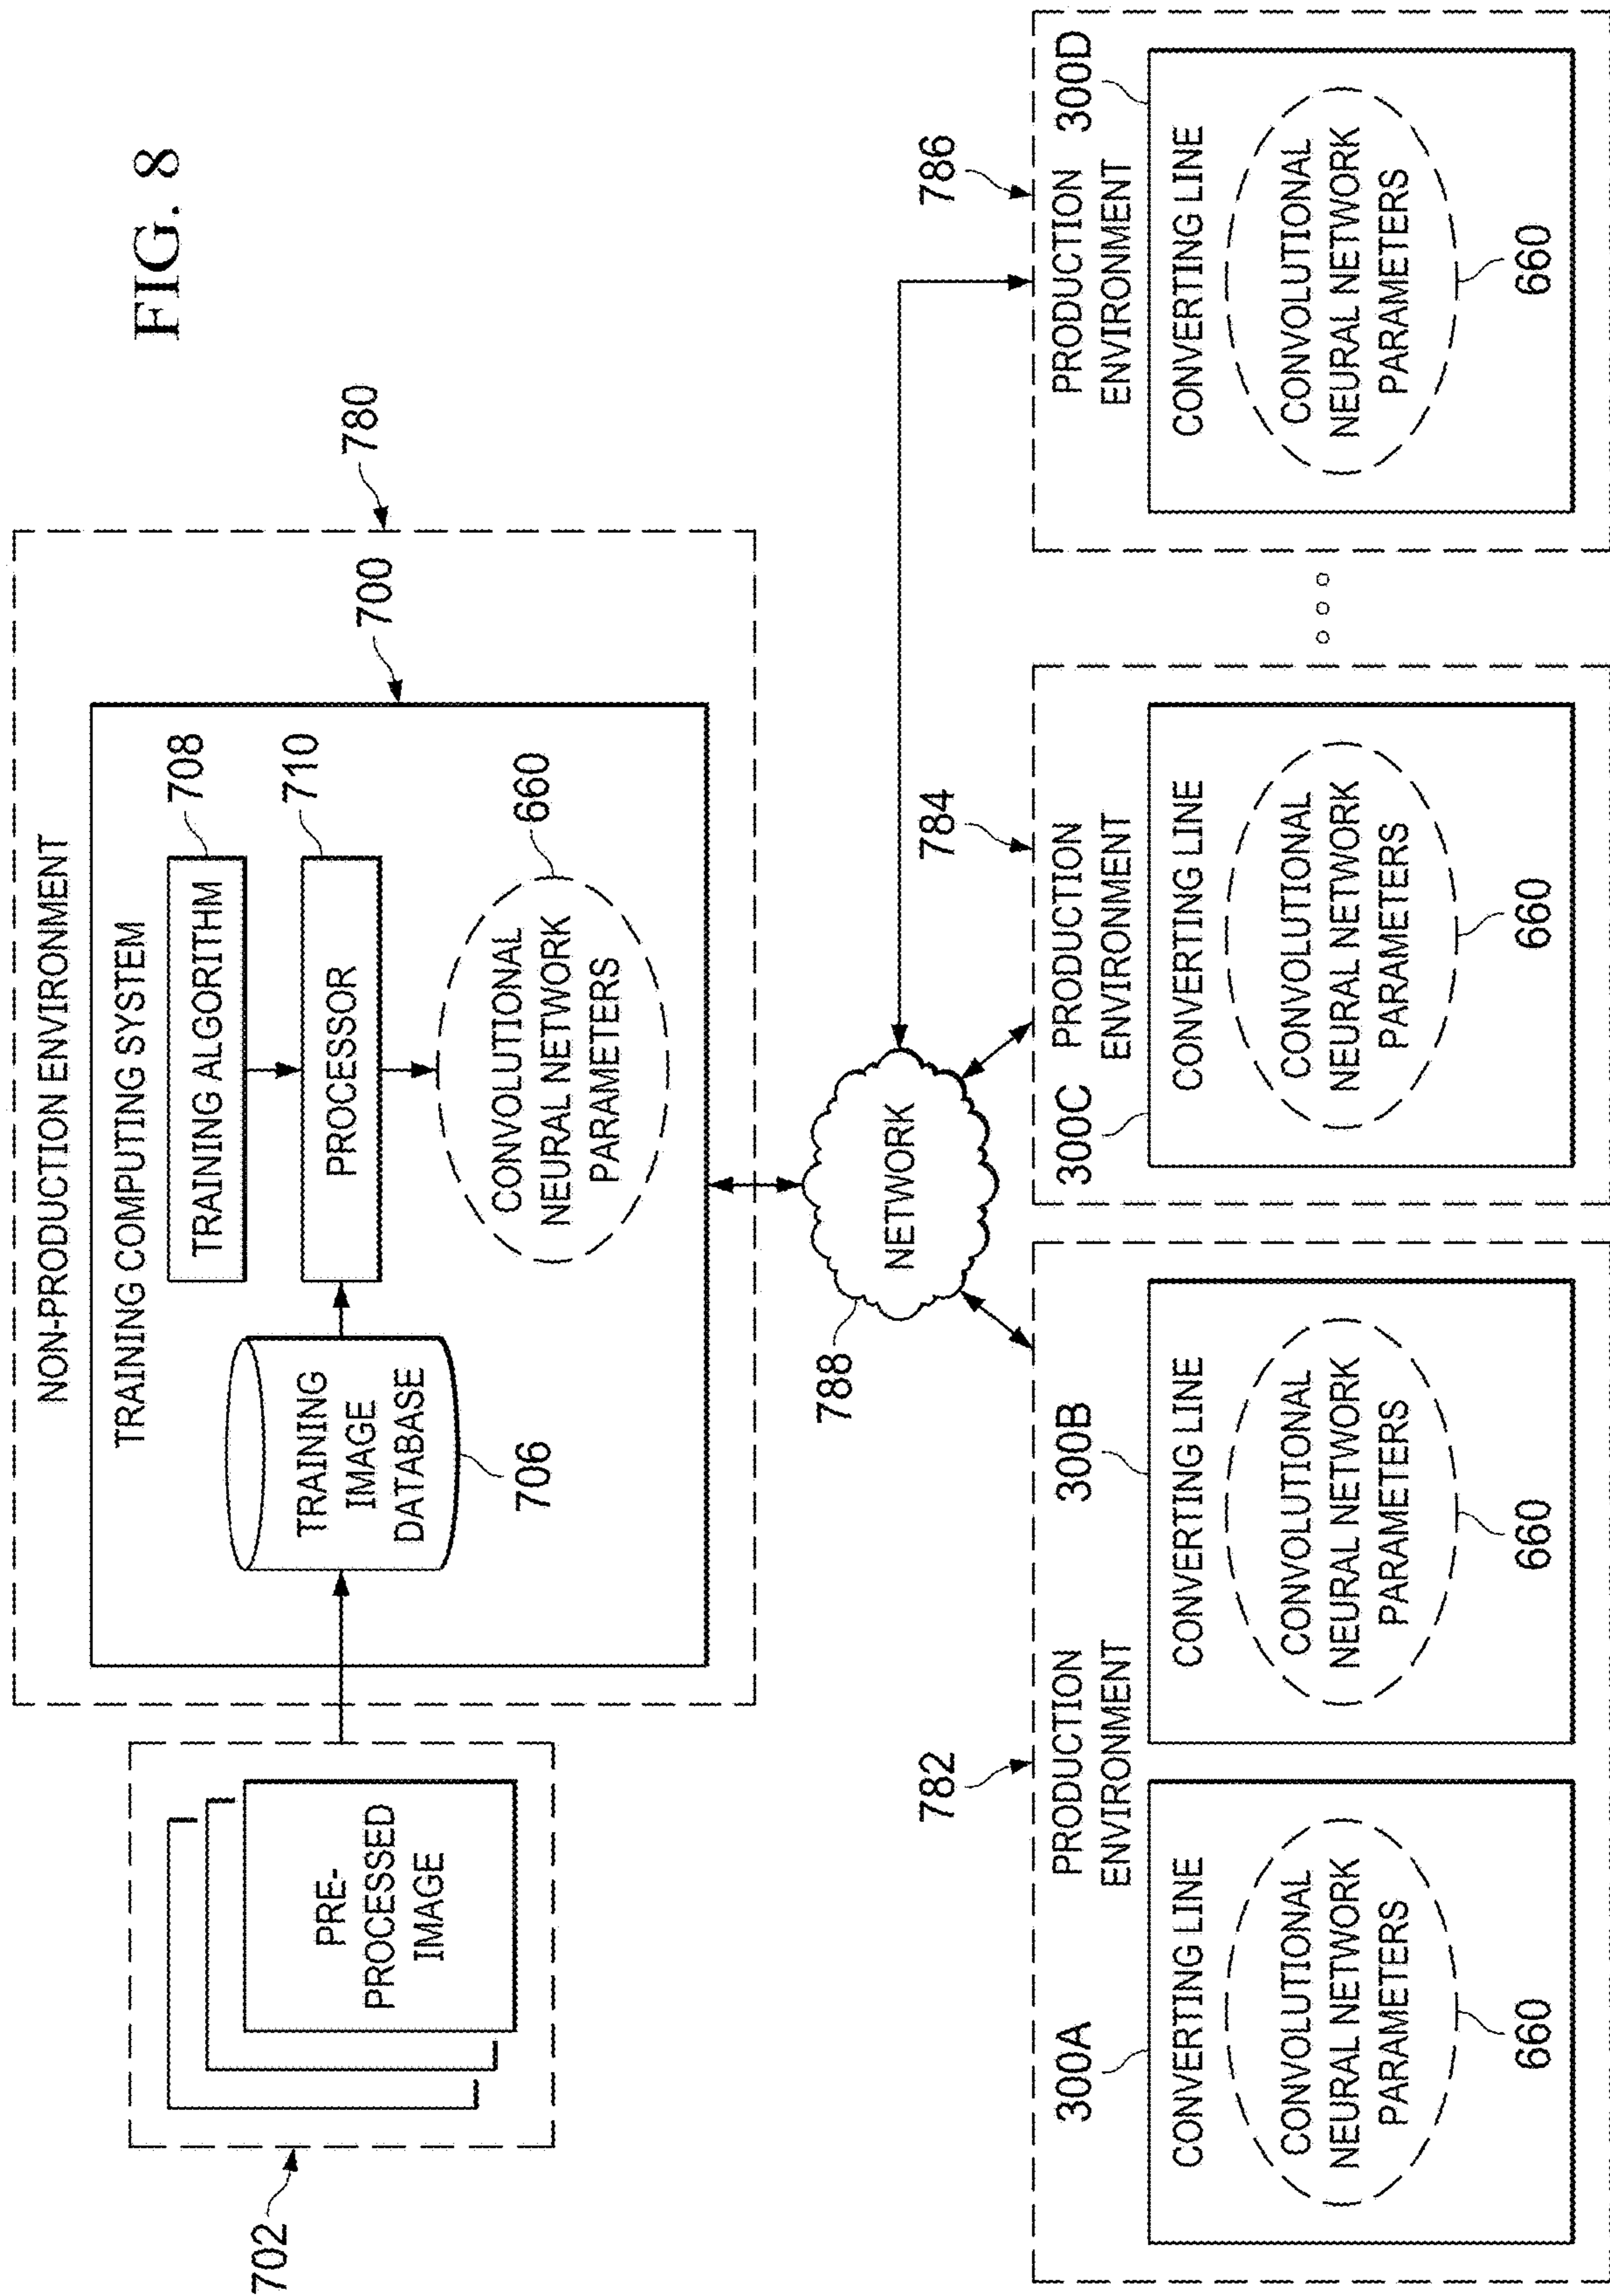 FIG. 8
702
PRE-
PROCESSED
IMAGE
NON-PRODUCTION ENVIRONMENT
780
TRAINING COMPUTING SYSTEM
700
TRAINING
IMAGE
DATABASE
706
TRAINING ALGORITHM
708
PROCESSOR
710
CONVOLUTIONAL
NEURAL NETWORK
PARAMETERS
660
NETWORK
788
782
PRODUCTION
ENVIRONMENT
300A
CONVERTING LINE
CONVOLUTIONAL
NEURAL NETWORK
PARAMETERS
660
300B
CONVERTING LINE
CONVOLUTIONAL
NEURAL NETWORK
PARAMETERS
660
784
PRODUCTION
ENVIRONMENT
300C
CONVERTING LINE
CONVOLUTIONAL
NEURAL NETWORK
PARAMETERS
660
786
PRODUCTION
ENVIRONMENT
300D
CONVERTING LINE
CONVOLUTIONAL
NEURAL NETWORK
PARAMETERS
660